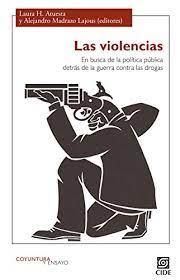 Laura H. Atuesta
y Alejandro Madrazo Lajous (editores)
Las violencias
En busca de la política pública
detrás de la guerra contra las drogas
COYUNTURA Y ENSAYO
CIDE